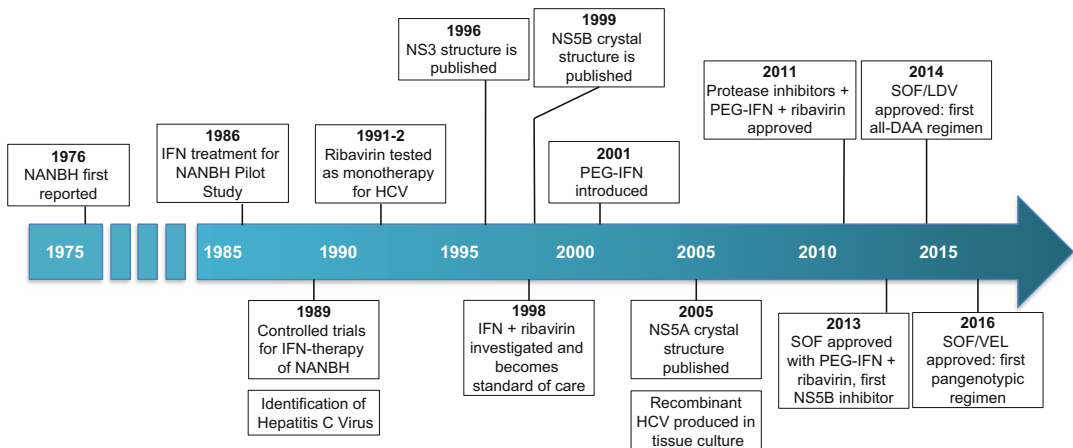 1976
NANBH first
reported
1986
IFN treatment for
NANBH Pilot
Study
1991-2
Ribavirin tested
as monotherapy
for HCV
1996
NS3 structure is
published
1999
NS5B crystal
structure is
published
2001
PEG-IFN
introduced
2011
Protease inhibitors +
PEG-IFN + ribavirin
approved
2014
SOF/LDV
approved: first
all-DAA regimen
1975
1985
1990
1995
2000
2005
2010
2015
1989
Controlled trials
for IFN-therapy
of NANBH
Identification of
Hepatitis C Virus
1998
IFN + ribavirin
investigated and
becomes
standard of care
2005
NS5A crystal
structure
published
Recombinant
HCV produced in
tissue culture
2013
SOF approved
with PEG-IFN +
ribavirin, first
NS5B inhibitor
2016
SOF/VEL
approved: first
pangenotypic
regimen